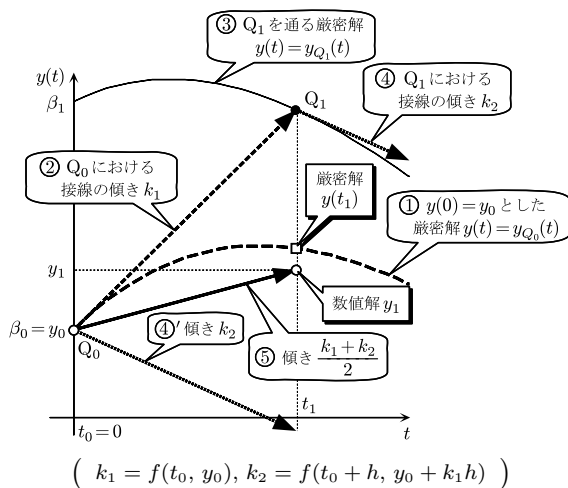 ③ Q₁を通る厳密解
y(t)=y_{Q₁}(t)
④ Q₁における
接線の傾き k₂
y(t)
β₁
Q₁
② Q₀における
接線の傾き k₁
厳密解
y(t₁)
① y(0)=y₀とした
厳密解 y(t)=y_{Q₀}(t)
y₁
数値解 y₁
β₀=y₀
Q₀
④′ 傾き k₂
⑤ 傾き (k₁+k₂)/2
t₁
t₀=0
t
( k₁ = f(t₀, y₀), k₂ = f(t₀ + h, y₀ + k₁h) )